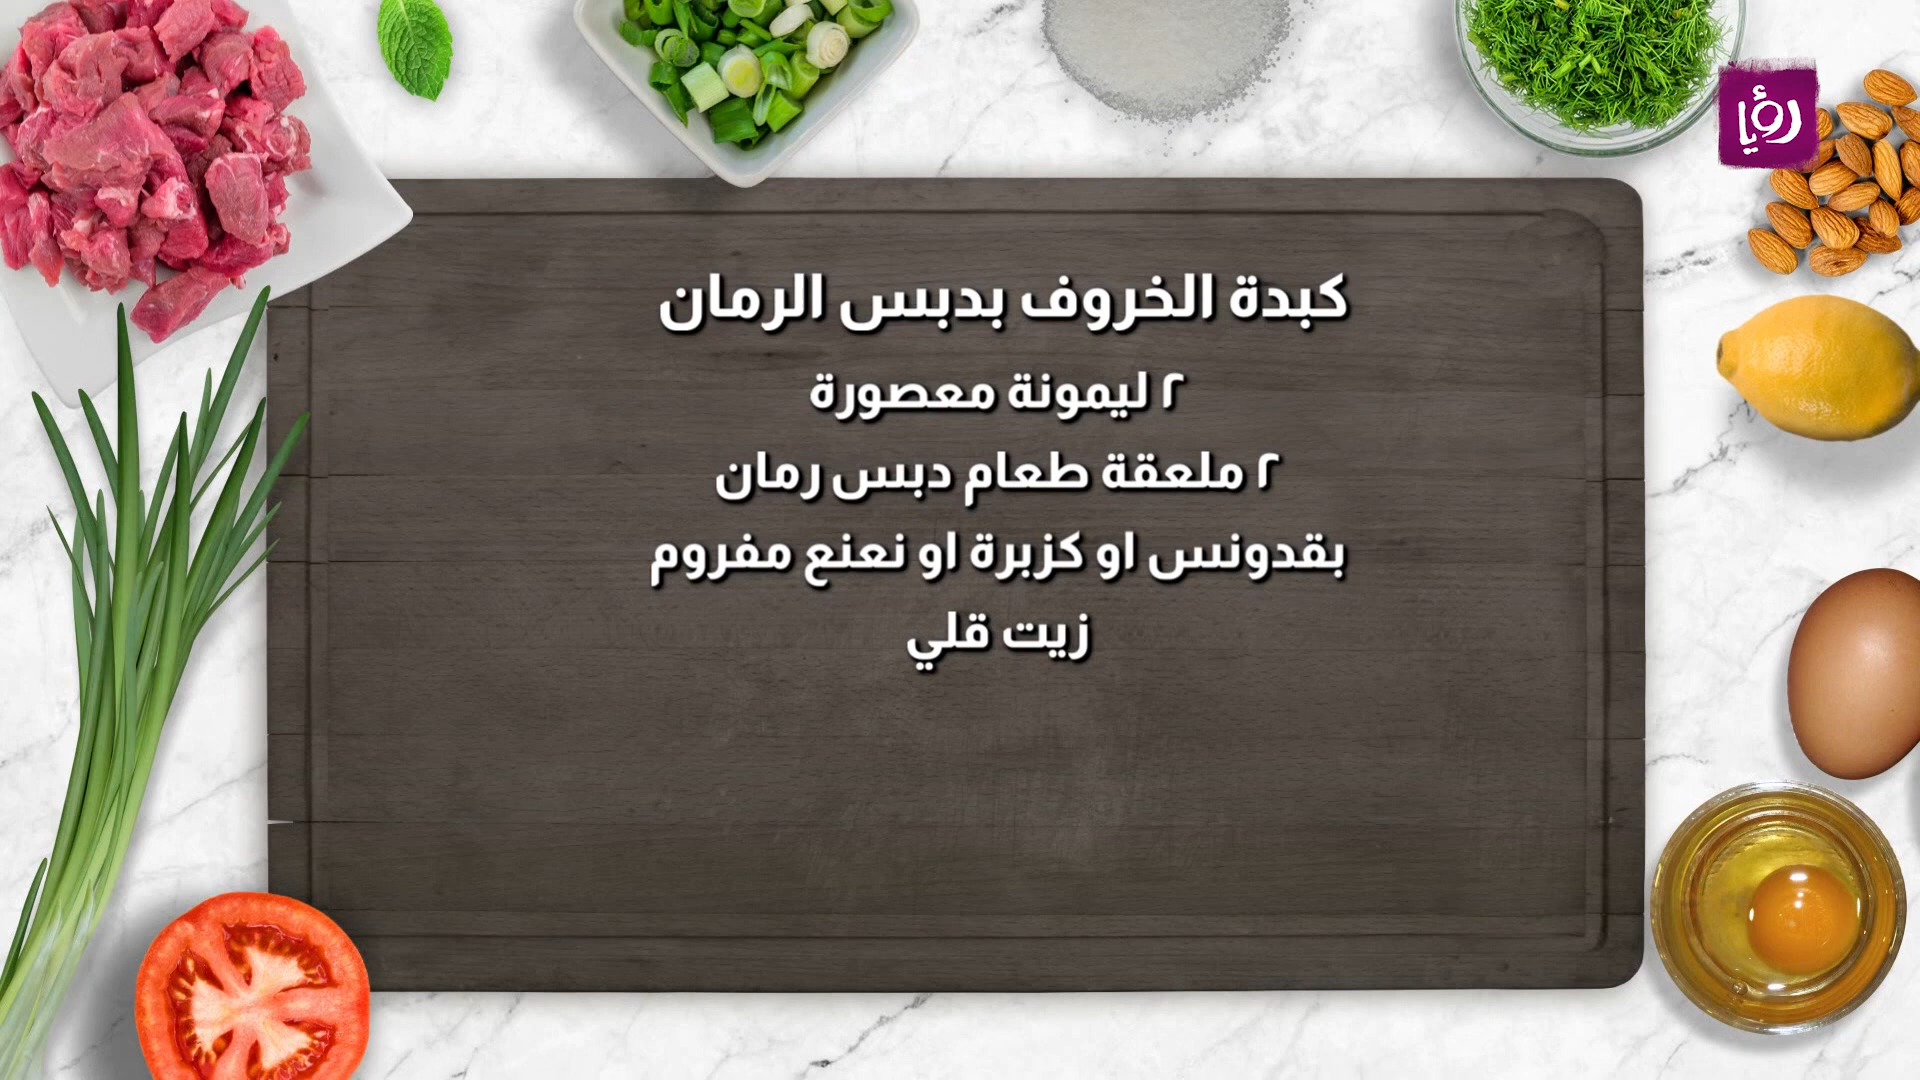 رؤيا
كبدة الخروف بدبس الرمان
٢ ليمونة معصورة
٢ ملعقة طعام دبس رمان
بقدونس او كزبرة او نعنع مفروم
زيت قلي